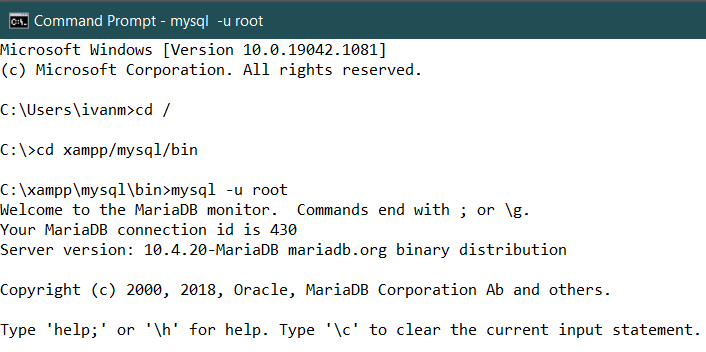 Command Prompt - mysql  -u root
Microsoft Windows [Version 10.0.19042.1081]
(c) Microsoft Corporation. All rights reserved.
C:\Users\ivanm>cd /
C:\>cd xampp/mysql/bin
C:\xampp\mysql\bin>mysql -u root
Welcome to the MariaDB monitor.  Commands end with ; or \g.
Your MariaDB connection id is 430
Server version: 10.4.20-MariaDB mariadb.org binary distribution
Copyright (c) 2000, 2018, Oracle, MariaDB Corporation Ab and others.
Type 'help;' or '\h' for help. Type '\c' to clear the current input statement.